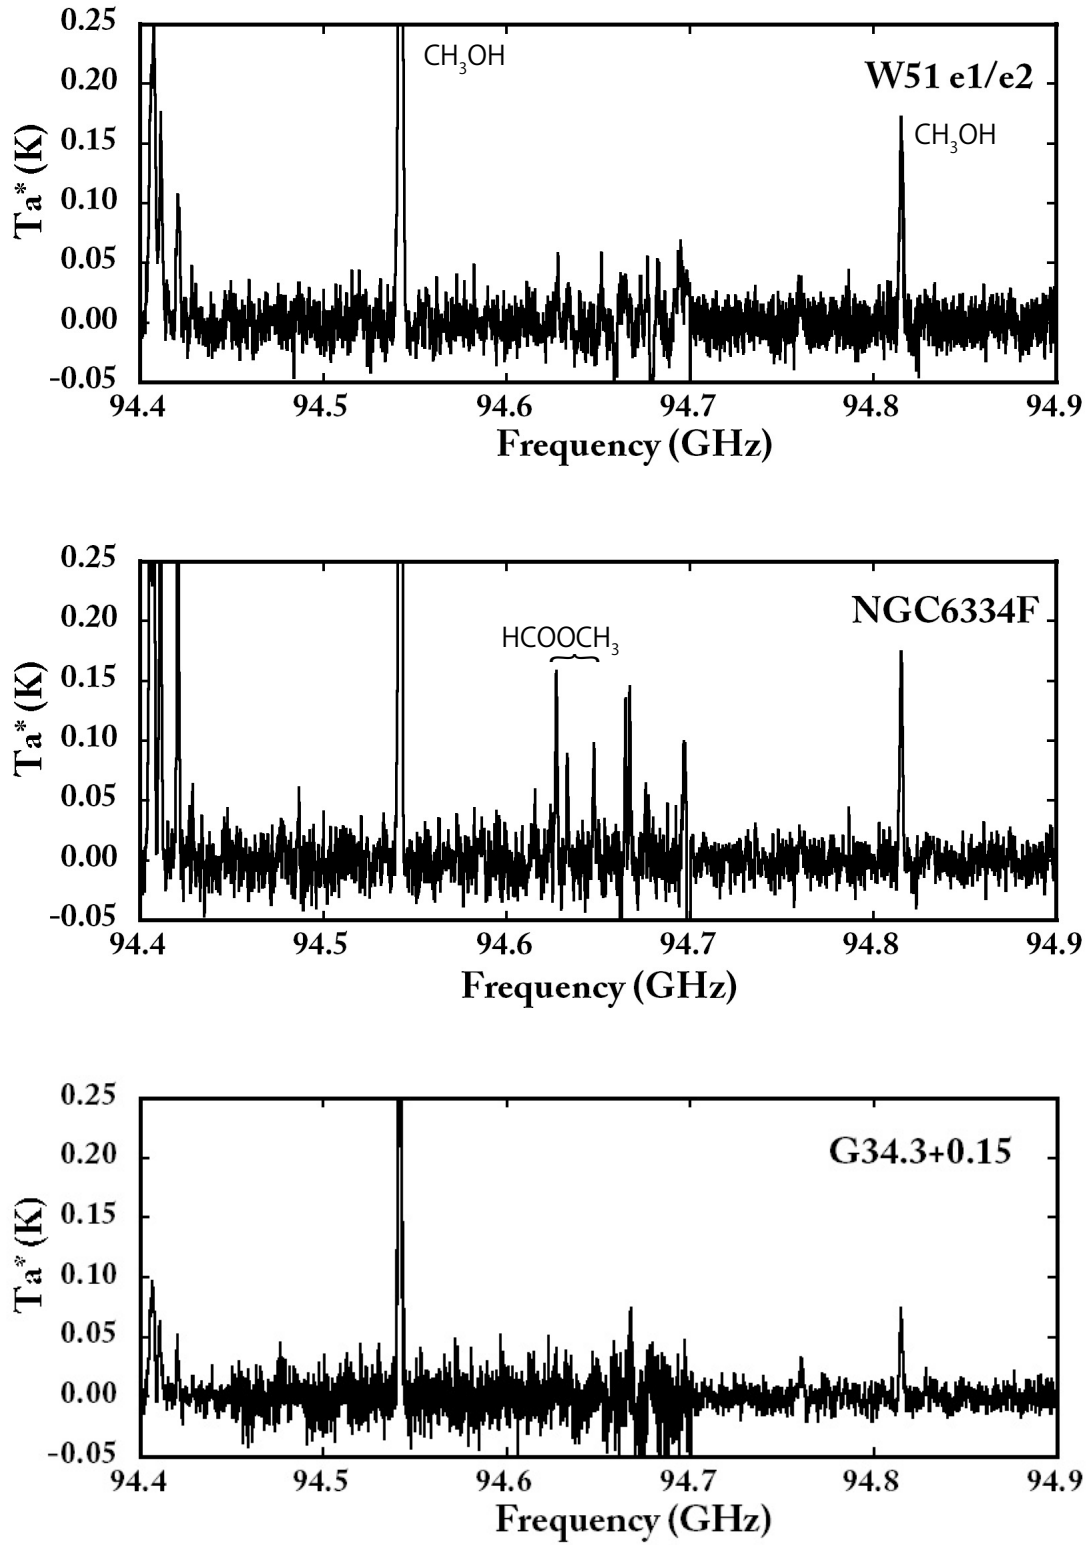 0.25
CH3OH
W51 e1/e2
0.20
0.15
CH3OH
Ta* (K)
0.10
0.05
0.00
-0.05
94.4 94.5 94.6 94.7 94.8 94.9
Frequency (GHz)
0.25
NGC6334F
0.20
HCOOCH3
0.15
Ta* (K)
0.10
0.05
0.00
-0.05
94.4 94.5 94.6 94.7 94.8 94.9
Frequency (GHz)
0.25
G34.3+0.15
0.20
0.15
Ta* (K)
0.10
0.05
0.00
-0.05
94.4 94.5 94.6 94.7 94.8 94.9
Frequency (GHz)